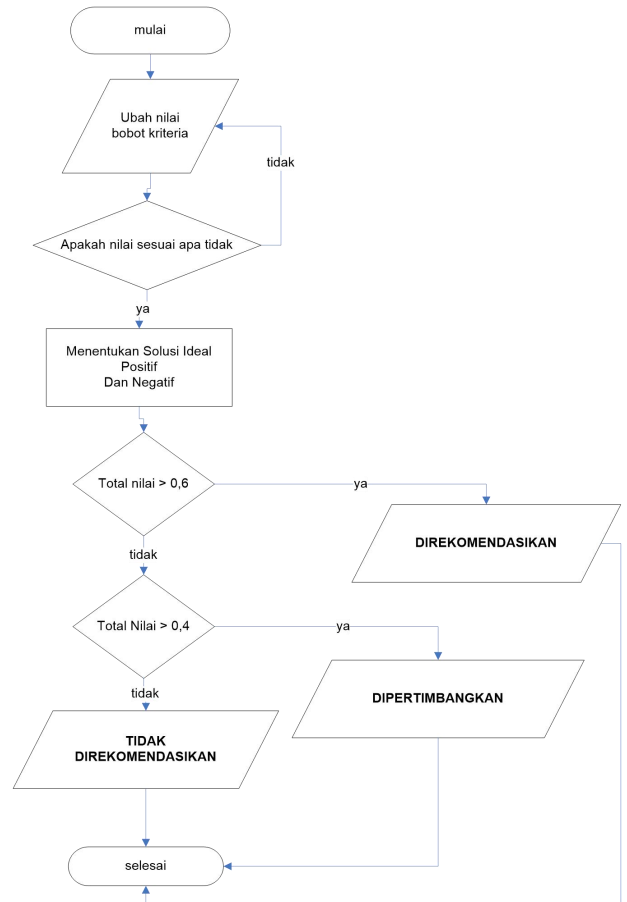 mulai
Ubah nilai
bobot kriteria
tidak
Apakah nilai sesuai apa tidak
ya
Menentukan Solusi Ideal
Positif
Dan Negatif
Total nilai > 0,6
ya
DIREKOMENDASIKAN
tidak
Total Nilai > 0,4
ya
DIPERTIMBANGKAN
tidak
TIDAK
DIREKOMENDASIKAN
selesai